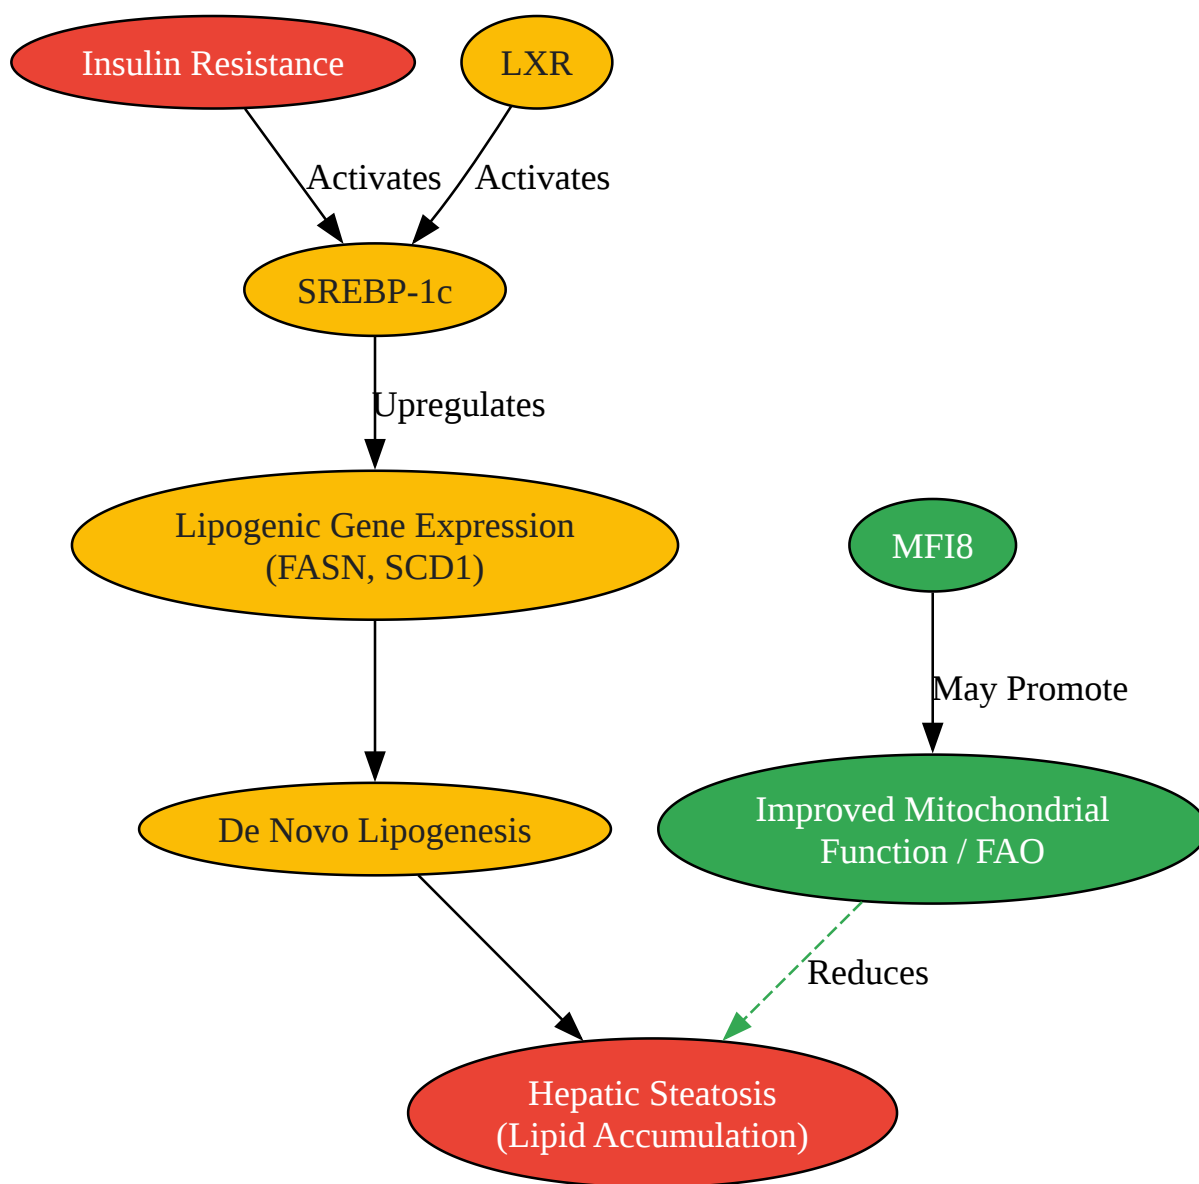 Insulin Resistance
LXR
Activates
Activates
SREBP-1c
Upregulates
Lipogenic Gene Expression
(FASN, SCD1)
MFI8
May Promote
De Novo Lipogenesis
Improved Mitochondrial
Function / FAO
Reduces
Hepatic Steatosis
(Lipid Accumulation)